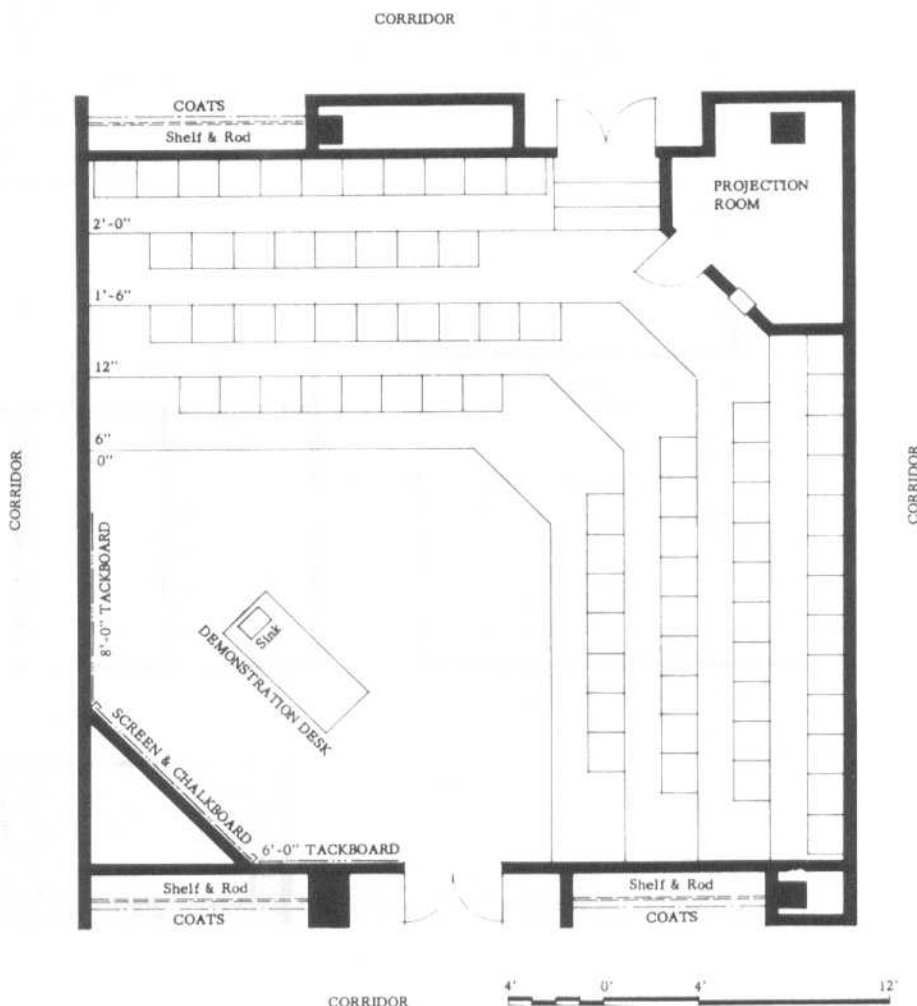 CORRIDOR
COATS
Shelf & Rod
PROJECTION
ROOM
2'-0"
1'-6"
12"
6"
0"
CORRIDOR
CORRIDOR
8'-0" TACKBOARD
Sink
DEMONSTRATION DESK
SCREEN & CHALKBOARD
6'-0" TACKBOARD
Shelf & Rod
COATS
Shelf & Rod
COATS
CORRIDOR
4' 0' 4' 12'